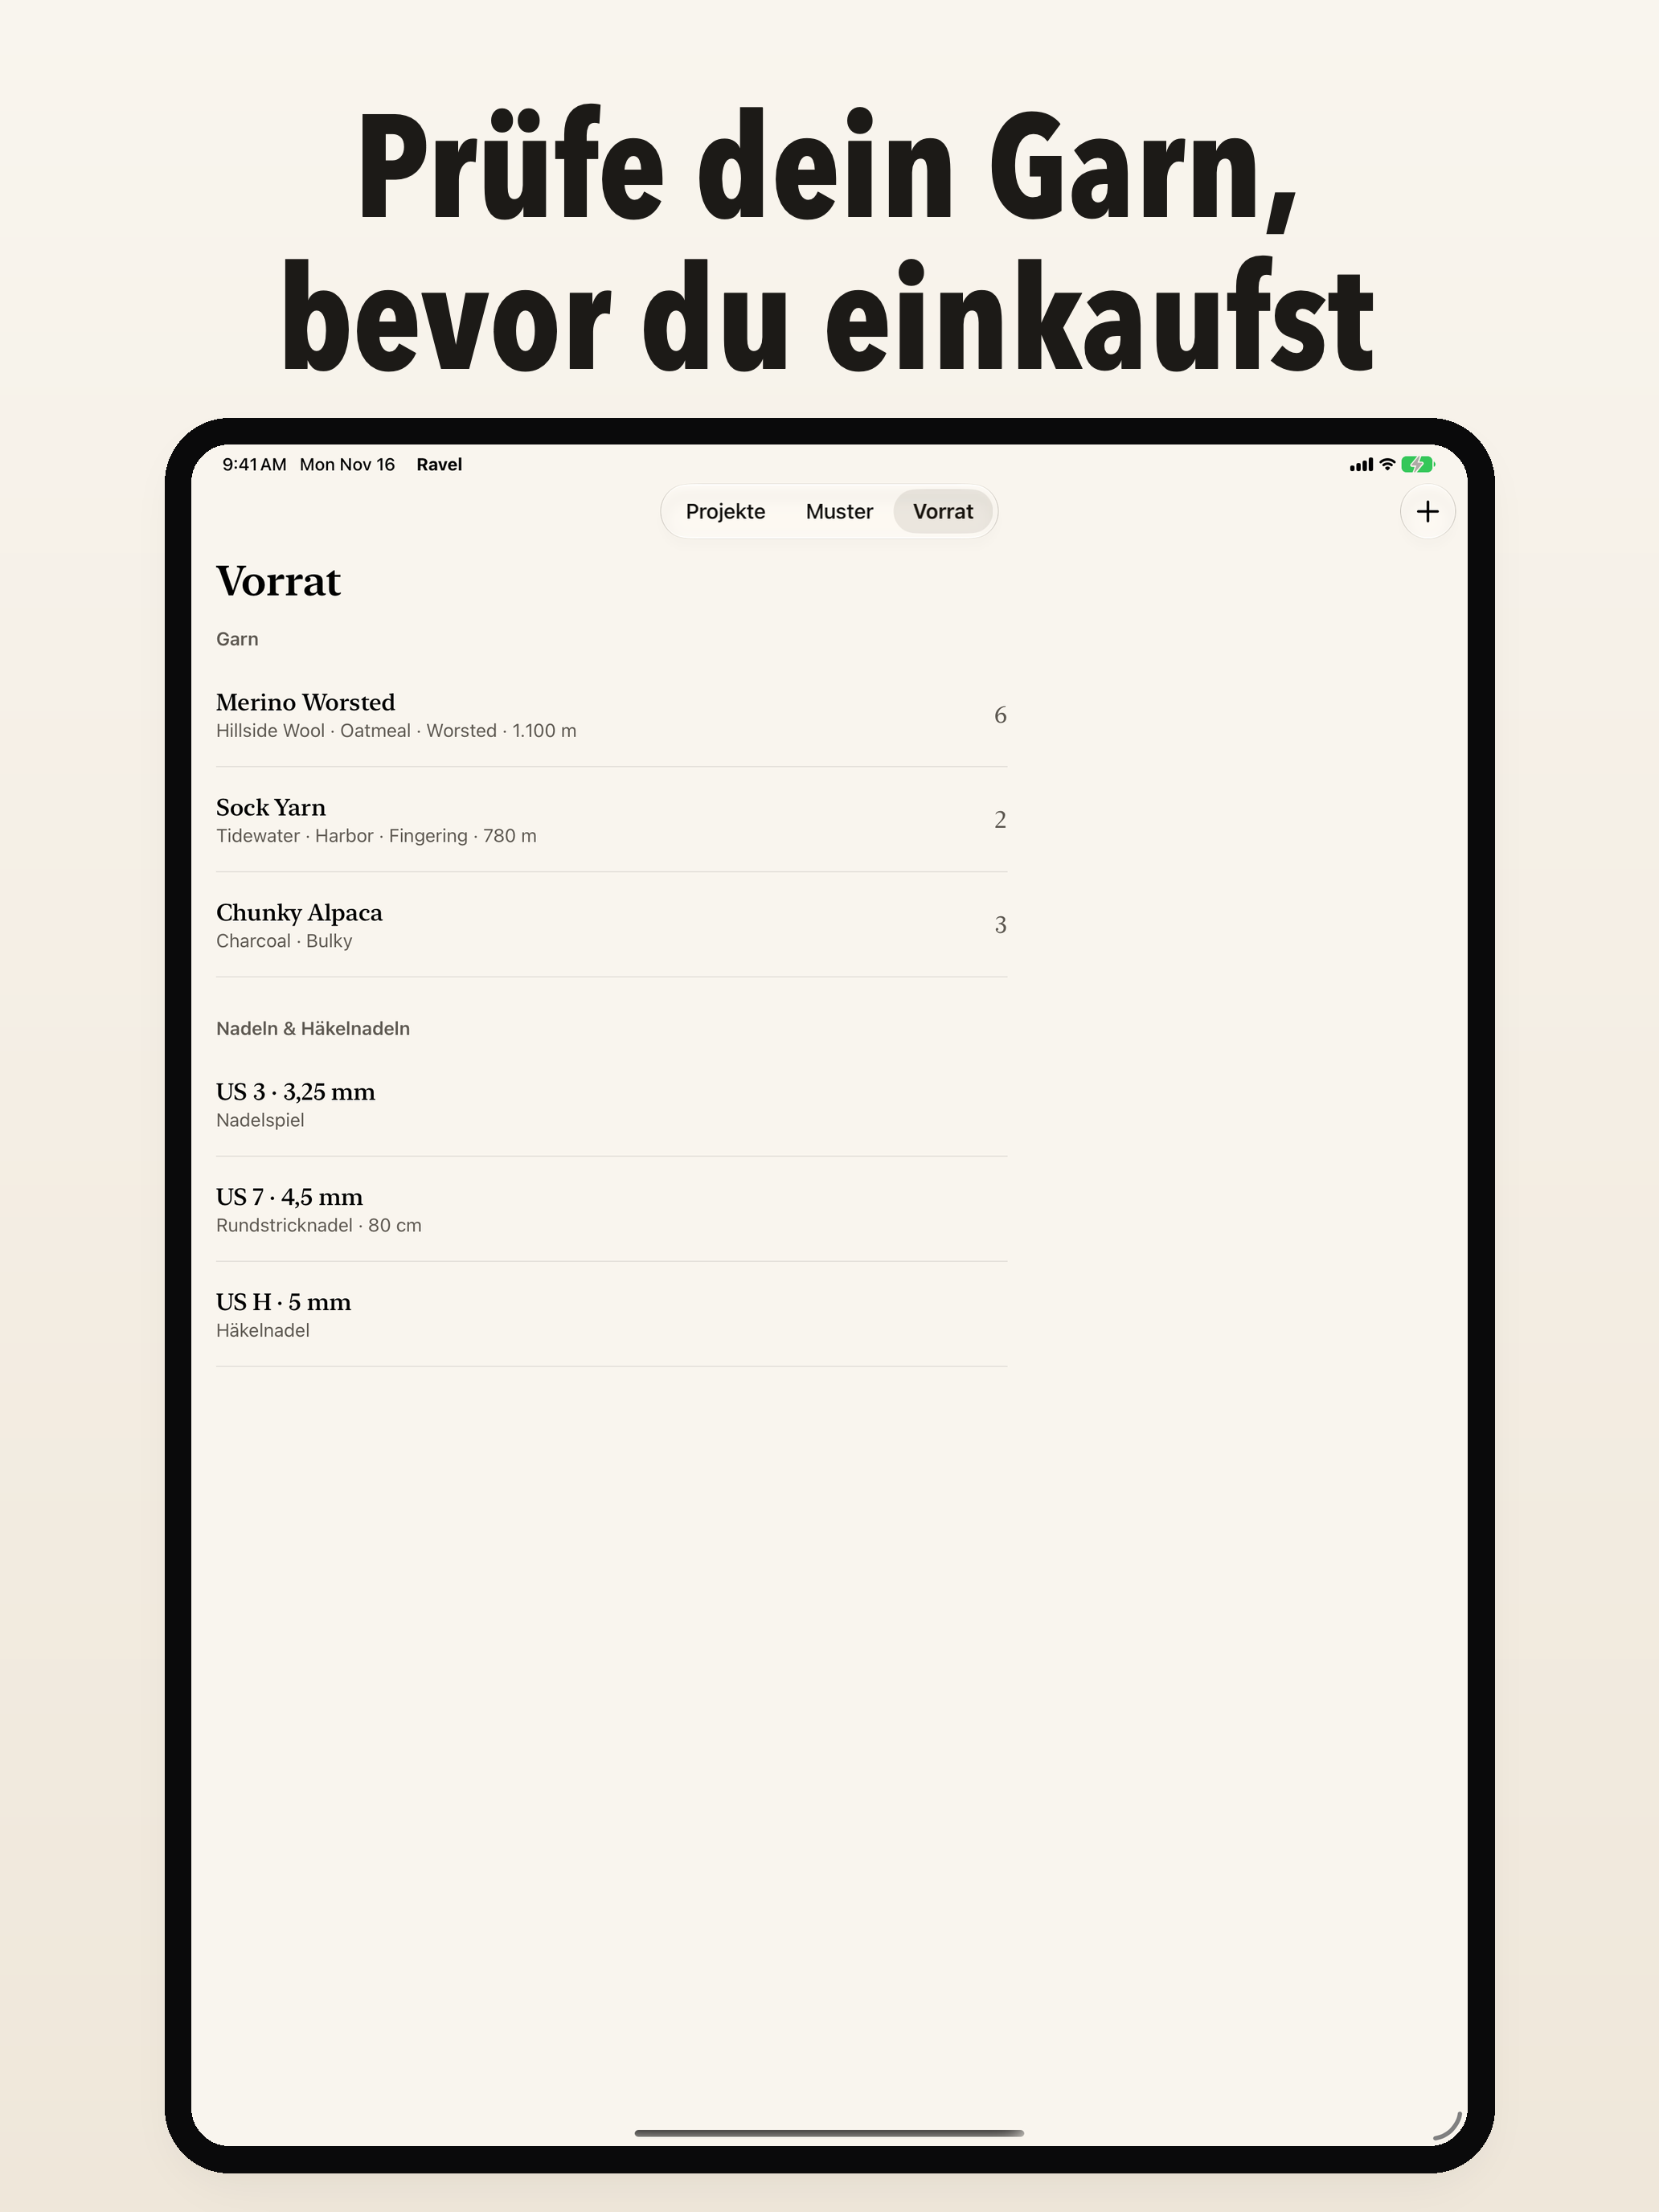 Prüfe dein Garn,
bevor du einkaufst
9:41 AM Mon Nov 16 Ravel
Projekte Muster Vorrat
Vorrat
Garn
Merino Worsted
Hillside Wool · Oatmeal · Worsted · 1.100 m
6
Sock Yarn
Tidewater · Harbor · Fingering · 780 m
2
Chunky Alpaca
Charcoal · Bulky
3
Nadeln & Häkelnadeln
US 3 · 3,25 mm
Nadelspiel
US 7 · 4,5 mm
Rundstricknadel · 80 cm
US H · 5 mm
Häkelnadel